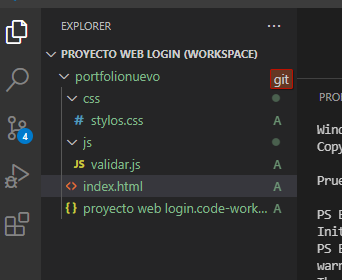 EXPLORER
PROYECTO WEB LOGIN (WORKSPACE)
portfolionuevo
git
css
# stylos.css A
js
JS validar.js A
<> index.html A
{} proyecto web login.code-work... A
4
PRO
Wind
Copy
Prue
PS E
Init
PS E
warn